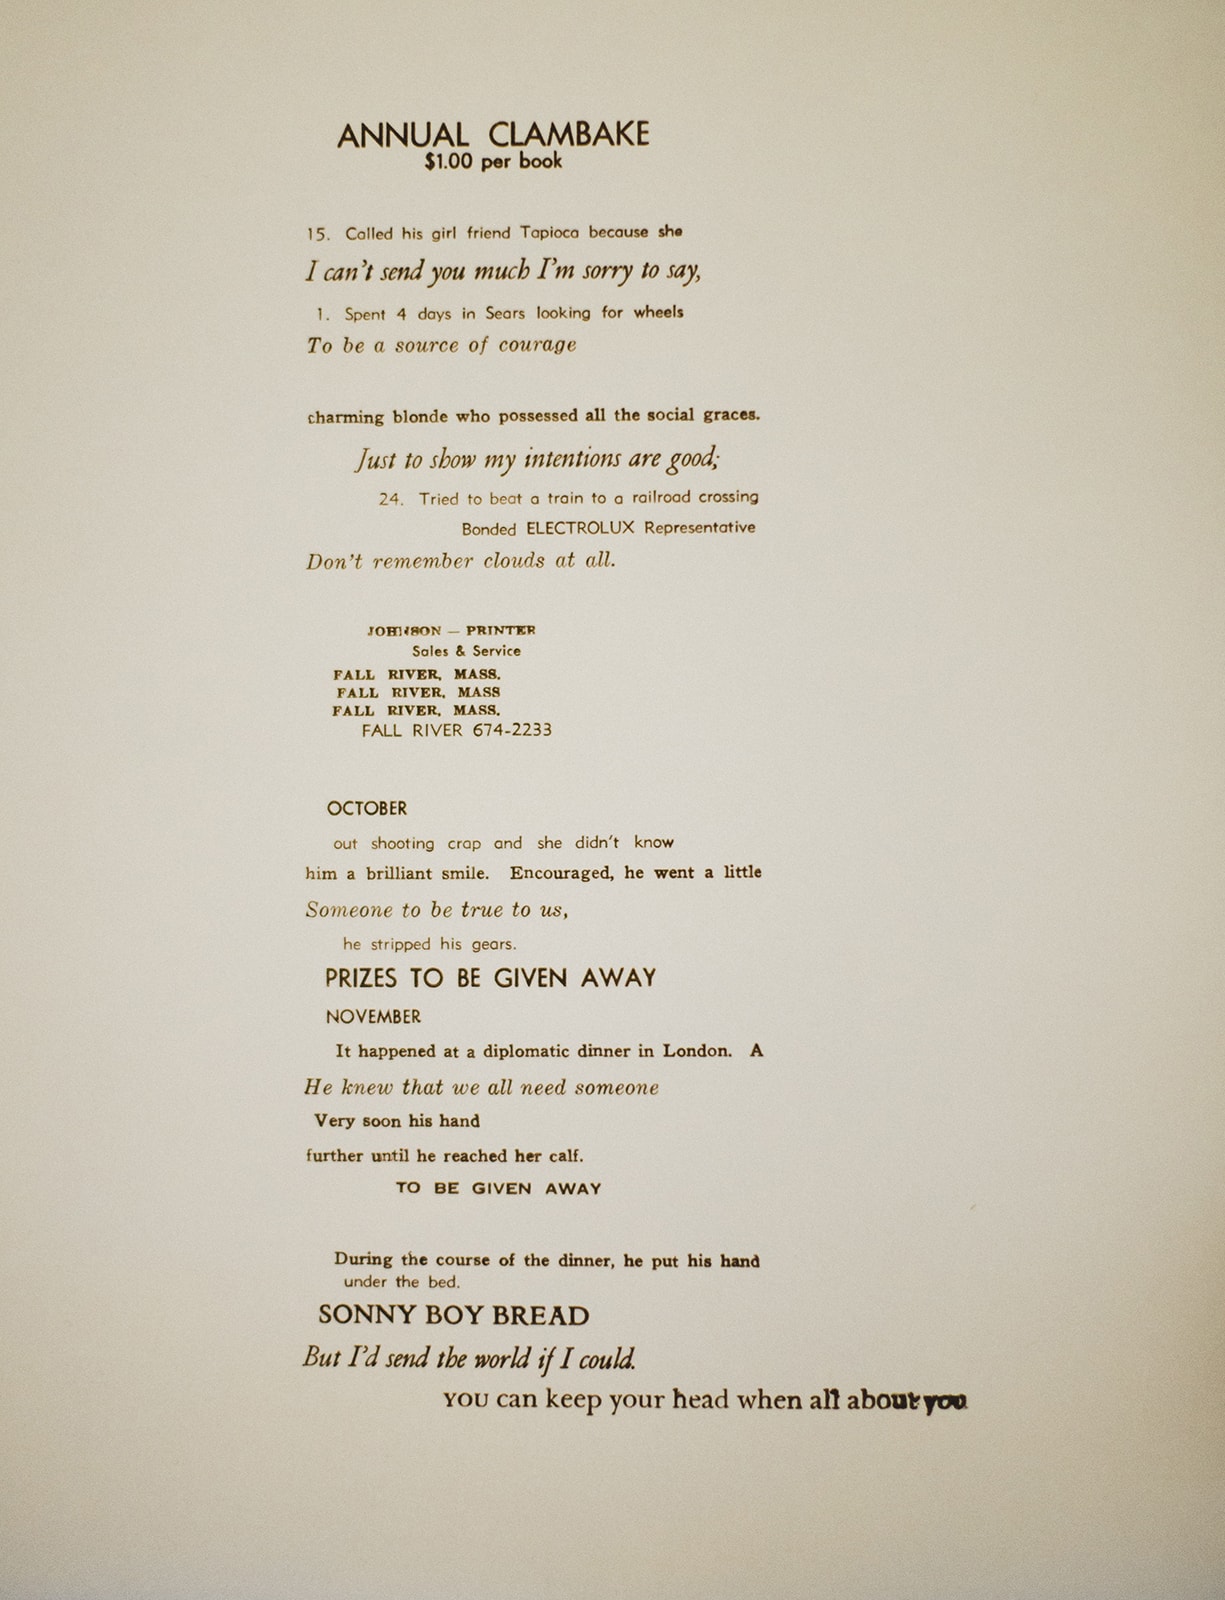 ANNUAL CLAMBAKE
$1.00 per book
15. Called his girl friend Tapioca because she
I can't send you much I'm sorry to say,
1. Spent 4 days in Sears looking for wheels
To be a source of courage
charming blonde who possessed all the social graces.
Just to show my intentions are good;
24. Tried to beat a train to a railroad crossing
Bonded ELECTROLUX Representative
Don't remember clouds at all.
JOHNSON — PRINTER
Sales & Service
FALL RIVER, MASS.
FALL RIVER, MASS
FALL RIVER, MASS.
FALL RIVER 674-2233
OCTOBER
out shooting crap and she didn't know
him a brilliant smile. Encouraged, he went a little
Someone to be true to us,
he stripped his gears.
PRIZES TO BE GIVEN AWAY
NOVEMBER
It happened at a diplomatic dinner in London. A
He knew that we all need someone
Very soon his hand
further until he reached her calf.
TO BE GIVEN AWAY
During the course of the dinner, he put his hand
under the bed.
SONNY BOY BREAD
But I'd send the world if I could.
YOU can keep your head when all about you